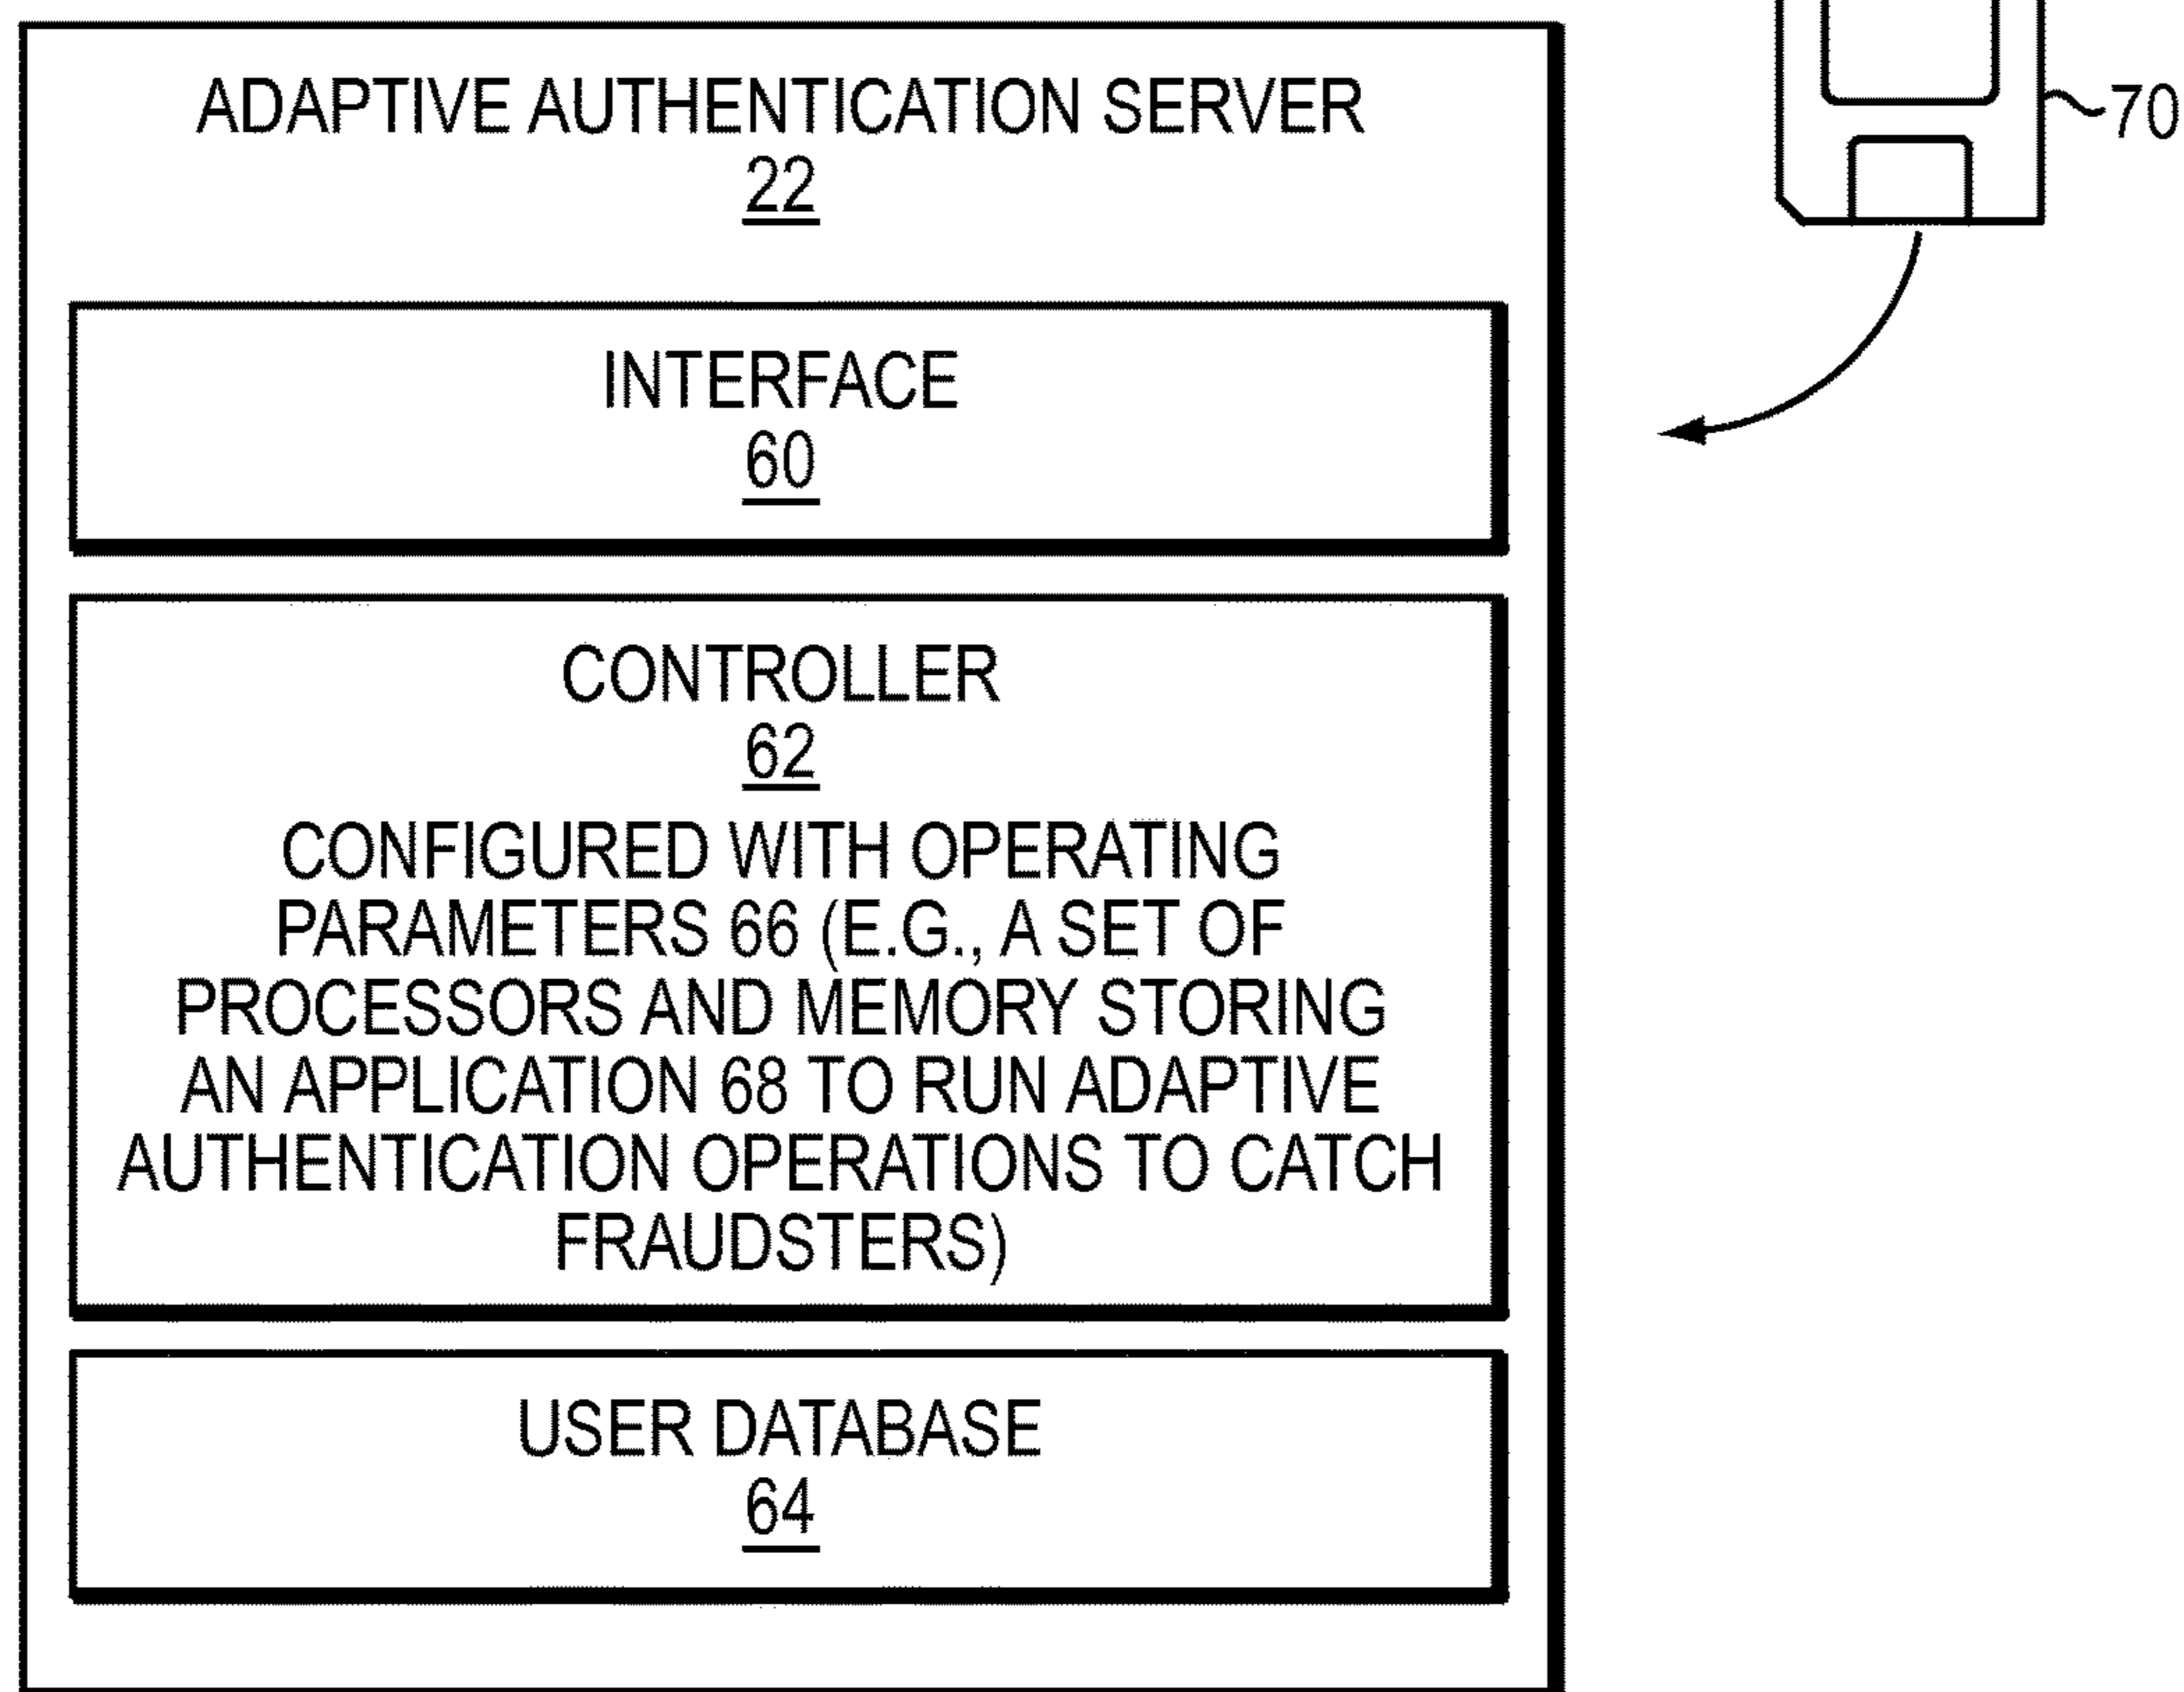 ADAPTIVE AUTHENTICATION SERVER
22
70
INTERFACE
60
CONTROLLER
62
CONFIGURED WITH OPERATING
PARAMETERS 66 (E.G., A SET OF
PROCESSORS AND MEMORY STORING
AN APPLICATION 68 TO RUN ADAPTIVE
AUTHENTICATION OPERATIONS TO CATCH
FRAUDSTERS)
USER DATABASE
64